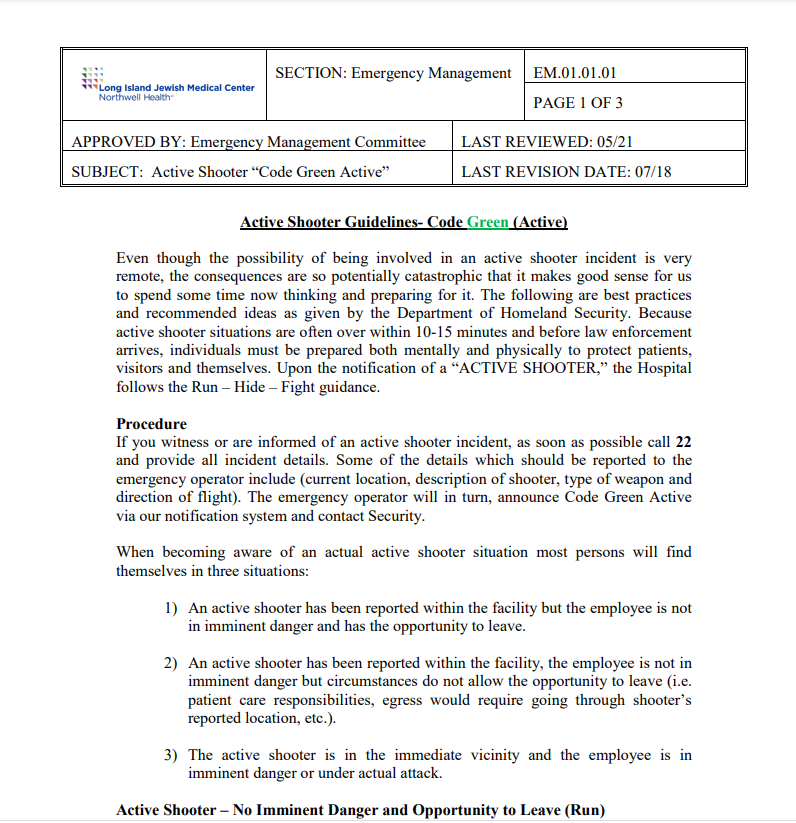 Long Island Jewish Medical Center
Northwell Health℠
SECTION: Emergency Management
EM.01.01.01
PAGE 1 OF 3
APPROVED BY: Emergency Management Committee
LAST REVIEWED: 05/21
SUBJECT: Active Shooter “Code Green Active”
LAST REVISION DATE: 07/18
Active Shooter Guidelines- Code Green (Active)
Even though the possibility of being involved in an active shooter incident is very
remote, the consequences are so potentially catastrophic that it makes good sense for us
to spend some time now thinking and preparing for it. The following are best practices
and recommended ideas as given by the Department of Homeland Security. Because
active shooter situations are often over within 10-15 minutes and before law enforcement
arrives, individuals must be prepared both mentally and physically to protect patients,
visitors and themselves. Upon the notification of a “ACTIVE SHOOTER,” the Hospital
follows the Run – Hide – Fight guidance.
Procedure
If you witness or are informed of an active shooter incident, as soon as possible call 22
and provide all incident details. Some of the details which should be reported to the
emergency operator include (current location, description of shooter, type of weapon and
direction of flight). The emergency operator will in turn, announce Code Green Active
via our notification system and contact Security.
When becoming aware of an actual active shooter situation most persons will find
themselves in three situations:
1) An active shooter has been reported within the facility but the employee is not
in imminent danger and has the opportunity to leave.
2) An active shooter has been reported within the facility, the employee is not in
imminent danger but circumstances do not allow the opportunity to leave (i.e.
patient care responsibilities, egress would require going through shooter’s
reported location, etc.).
3) The active shooter is in the immediate vicinity and the employee is in
imminent danger or under actual attack.
Active Shooter – No Imminent Danger and Opportunity to Leave (Run)